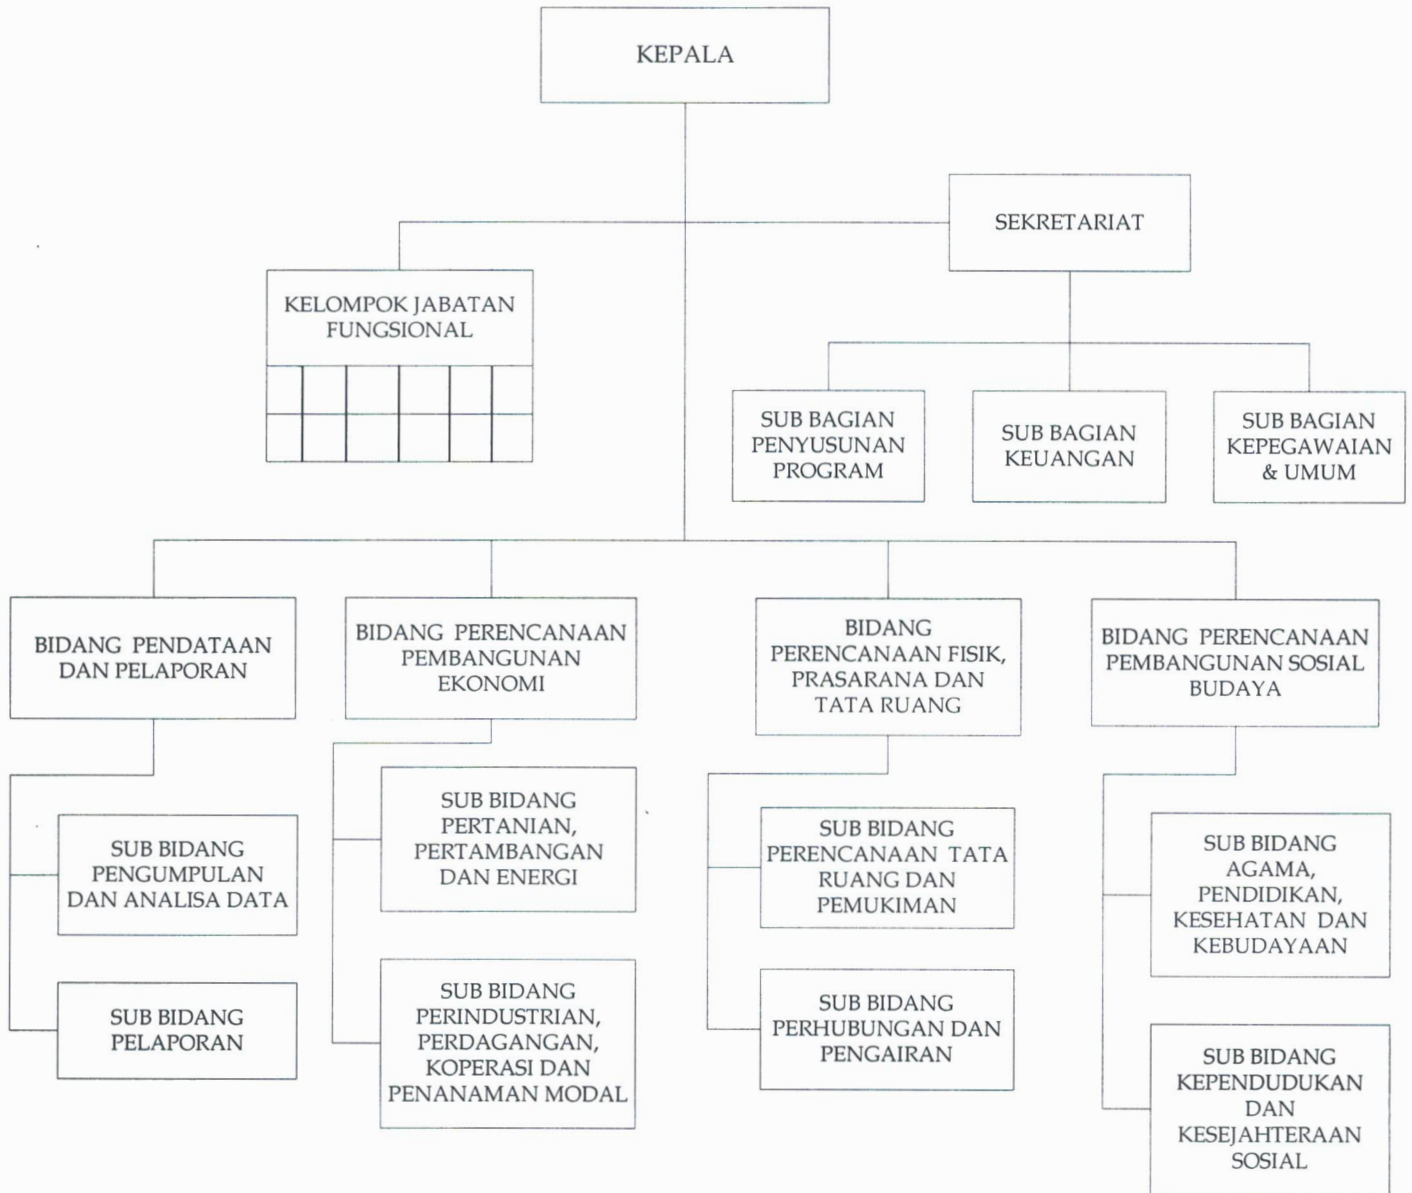 KEPALA
SEKRETARIAT
KELOMPOK JABATAN
FUNGSIONAL
SUB BAGIAN
PENYUSUNAN
PROGRAM
SUB BAGIAN
KEUANGAN
SUB BAGIAN
KEPEGAWAIAN
& UMUM
BIDANG PENDATAAN
DAN PELAPORAN
BIDANG PERENCANAAN
PEMBANGUNAN
EKONOMI
BIDANG
PERENCANAAN FISIK,
PRASARANA DAN
TATA RUANG
BIDANG PERENCANAAN
PEMBANGUNAN SOSIAL
BUDAYA
SUB BIDANG
PENGUMPULAN
DAN ANALISA DATA
SUB BIDANG
PELAPORAN
SUB BIDANG
PERTANIAN,
PERTAMBANGAN
DAN ENERGI
SUB BIDANG
PERINDUSTRIAN,
PERDAGANGAN,
KOPERASI DAN
PENANAMAN MODAL
SUB BIDANG
PERENCANAAN TATA
RUANG DAN
PEMUKIMAN
SUB BIDANG
PERHUBUNGAN DAN
PENGAIRAN
SUB BIDANG
AGAMA,
PENDIDIKAN,
KESEHATAN DAN
KEBUDAYAAN
SUB BIDANG
KEPENDUDUKAN
DAN
KESEJAHTERAAN
SOSIAL